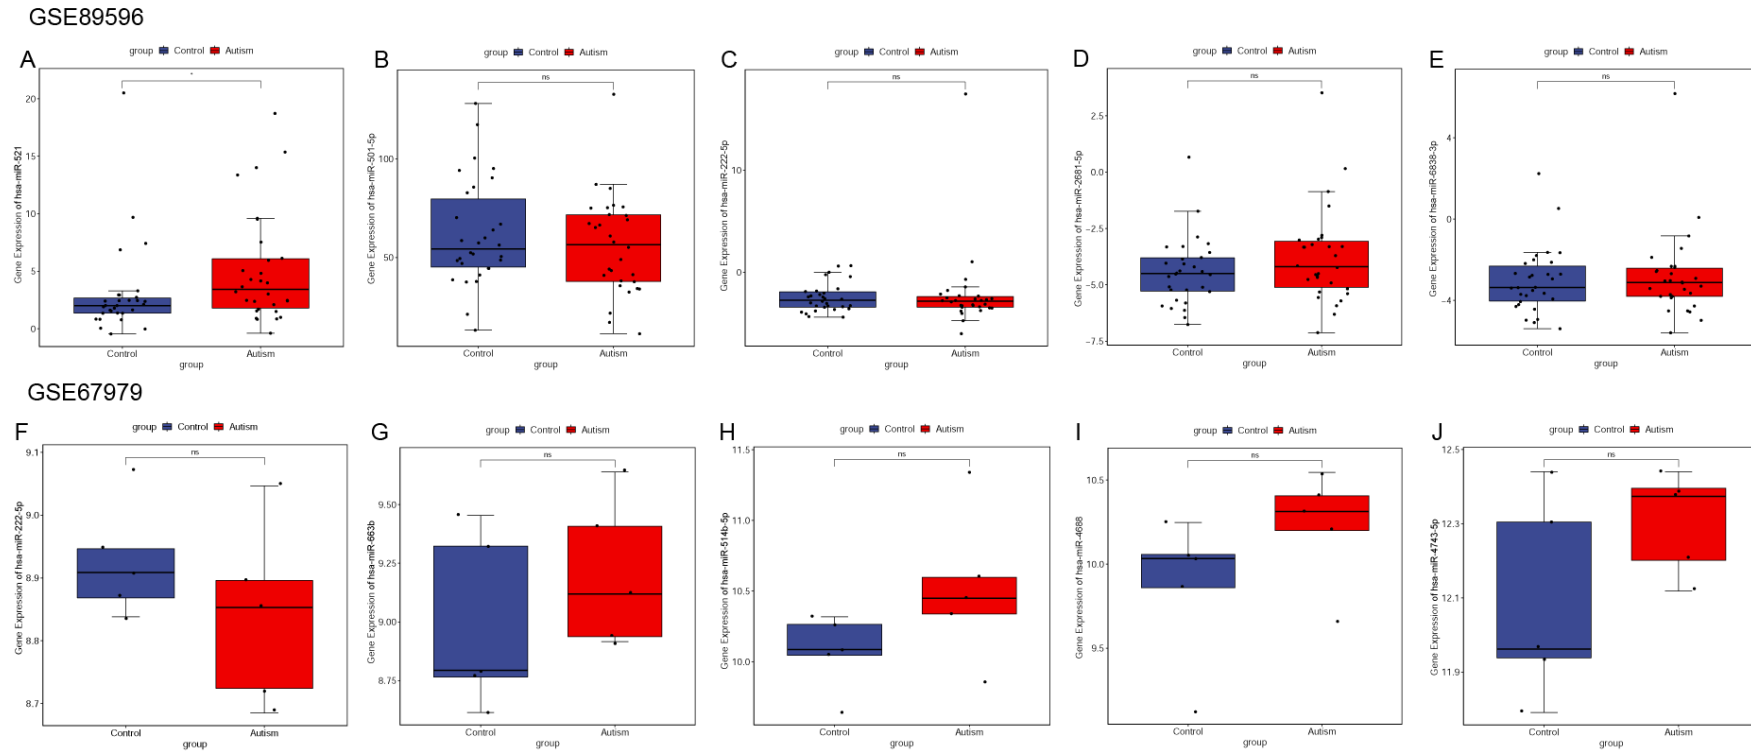 GSE89596
A
group Control Autism
*
Gene Expression of hsa-miR-521
20
15
10
5
0
Control Autism
group
B
group Control Autism
ns
Gene Expression of hsa-miR-501-5p
100
50
Control Autism
group
C
group Control Autism
ns
Gene Expression of hsa-miR-222-5p
10
0
Control Autism
group
D
group Control Autism
ns
Gene Expression of hsa-miR-2681-5p
2.5
0.0
-2.5
-5.0
-7.5
Control Autism
group
E
group Control Autism
ns
Gene Expression of hsa-miR-6838-3p
4
0
-4
Control Autism
group
GSE67979
F
group Control Autism
ns
Gene Expression of hsa-miR-222-5p
9.1
9.0
8.9
8.8
8.7
Control Autism
group
G
group Control Autism
ns
Gene Expression of hsa-miR-663b
9.50
9.25
9.00
8.75
Control Autism
group
H
group Control Autism
ns
Gene Expression of hsa-miR-514b-5p
11.5
11.0
10.5
10.0
Control Autism
group
I
group Control Autism
ns
Gene Expression of hsa-miR-4688
10.5
10.0
9.5
Control Autism
group
J
group Control Autism
ns
Gene Expression of hsa-miR-4743-5p
12.5
12.3
12.1
11.9
Control Autism
group